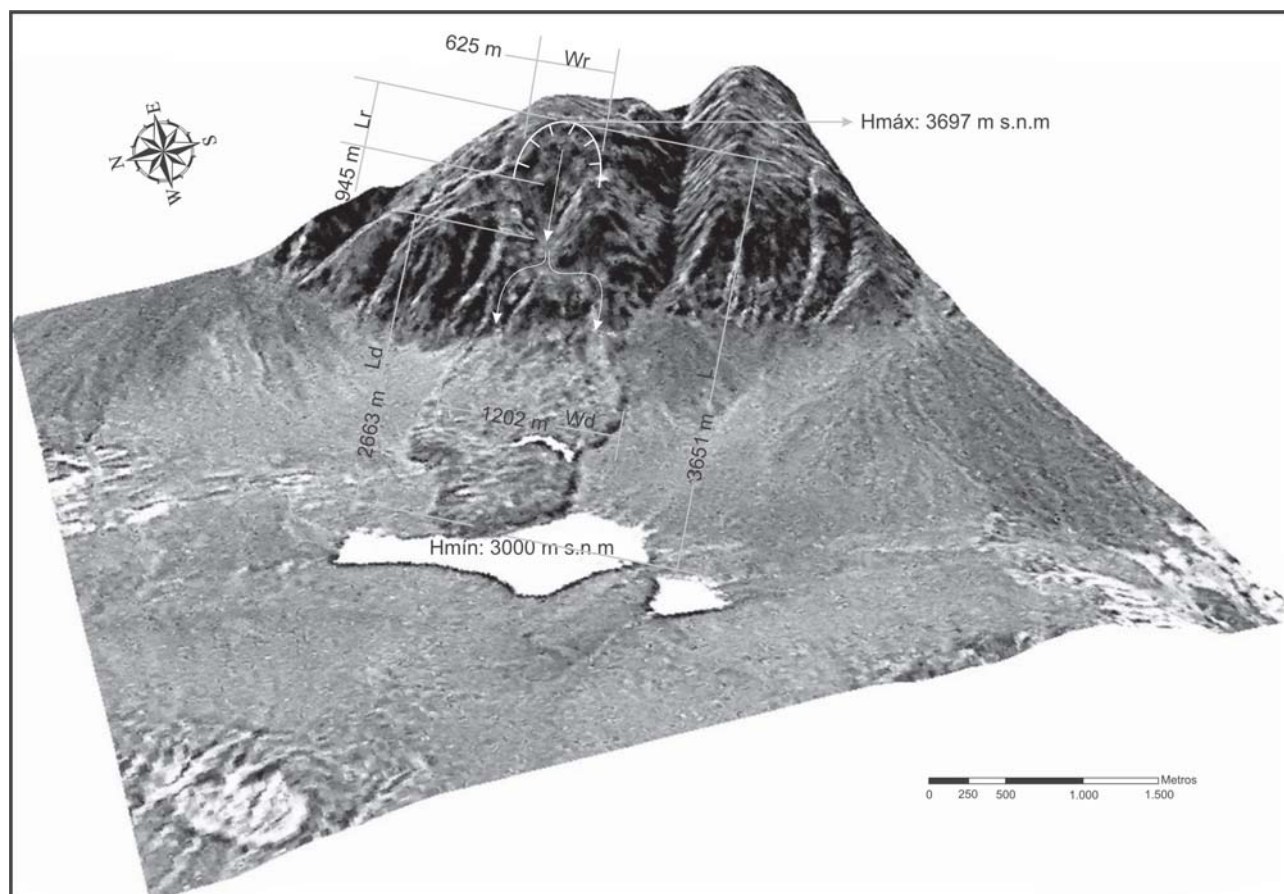 625 m
Wr
Lr
945 m
Hmáx: 3697 m s.n.m
E
N
S
W
Ld
2663 m
1202 m
Wd
L
3651 m
Hmín: 3000 m s.n.m
Metros
0 250 500 1.000 1.500